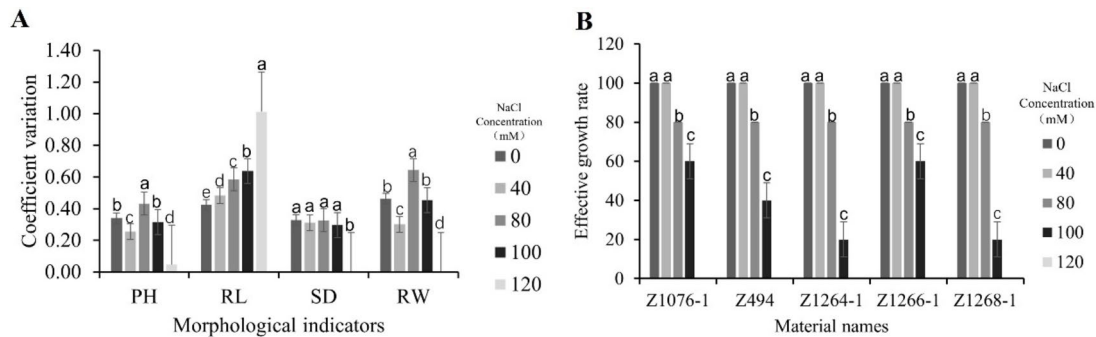 A
1.40
1.20
1.00
0.80
0.60
0.40
0.20
0.00
Coefficient variation
b c a b d
e d c b a
a a a a b
b c a b d
PH RL SD RW
Morphological indicators
NaCl
Concentration
(mM)
0
40
80
100
120
B
120
100
80
60
40
20
0
Effective growth rate
a a b c
a a b c
a a b c
a a b c
a a b c
Z1076-1 Z494 Z1264-1 Z1266-1 Z1268-1
Material names
NaCl
Concentration
(mM)
0
40
80
100
120